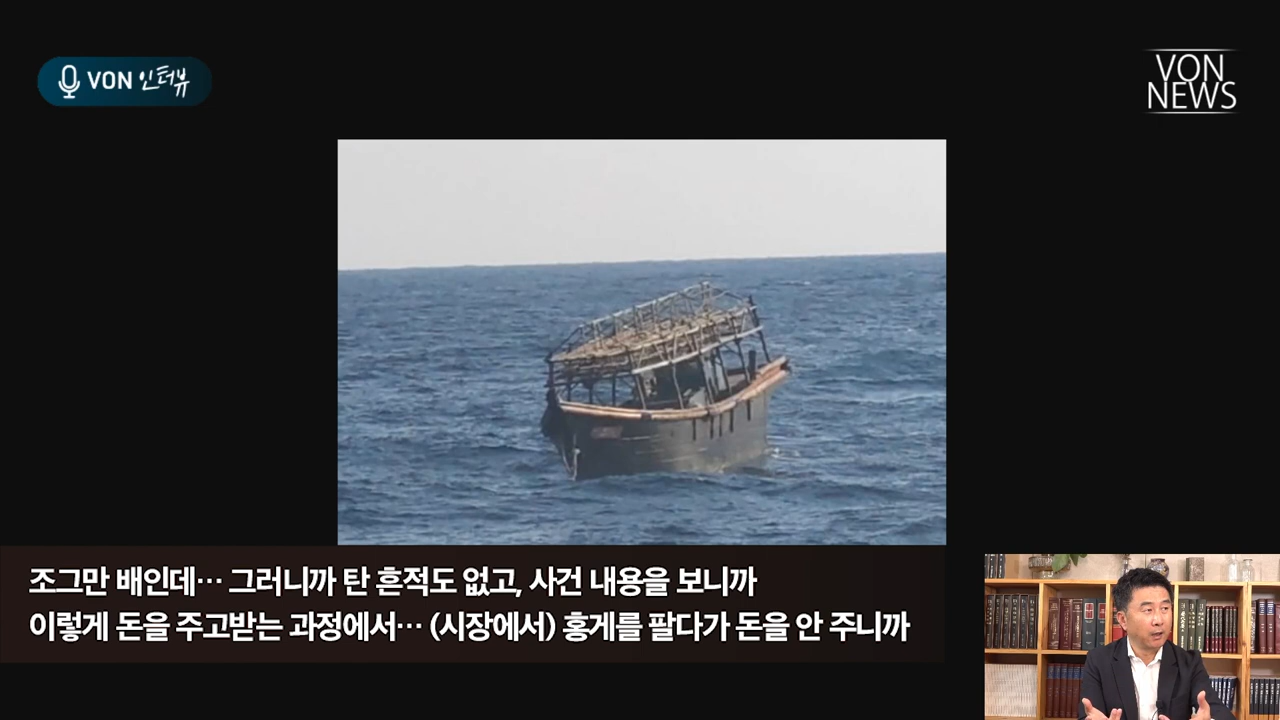 VON 인터뷰
VON
NEWS
조그만 배인데… 그러니까 탄 흔적도 없고, 사건 내용을 보니까
이렇게 돈을 주고받는 과정에서… (시장에서) 홍게를 팔다가 돈을 안 주니까